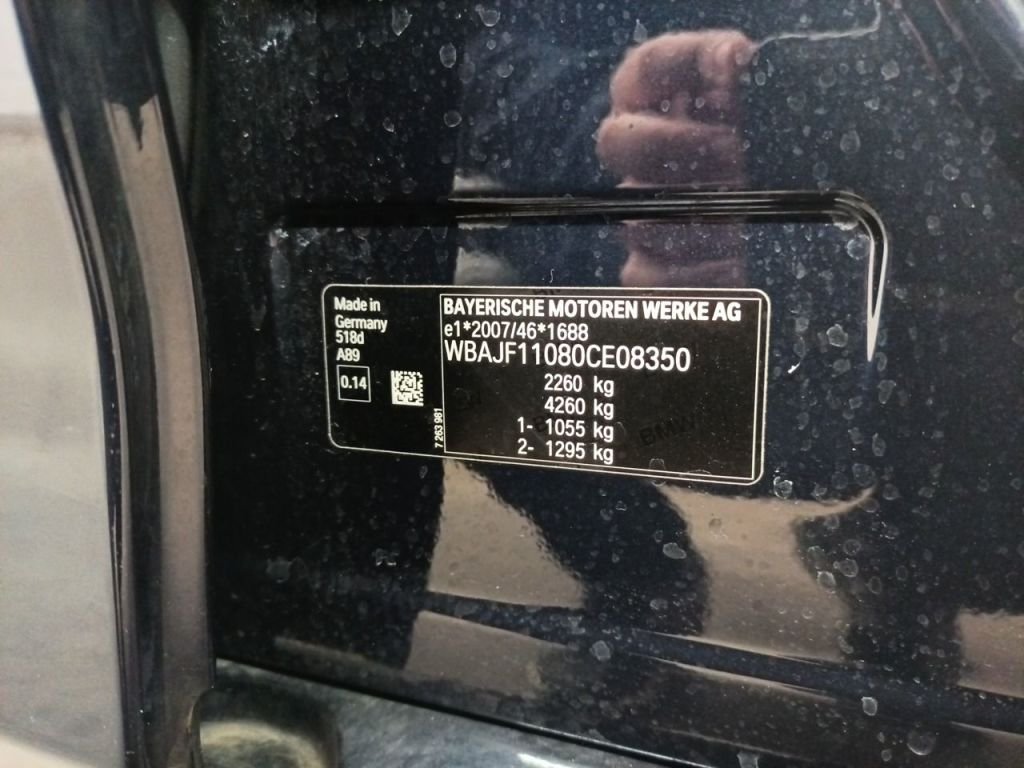 Made in
Germany
518d
A89
0.14
7 263 981
BAYERISCHE MOTOREN WERKE AG
e1*2007/46*1688
WBAJF11080CE08350
2260 kg
4260 kg
1- 1055 kg
2- 1295 kg
BMW